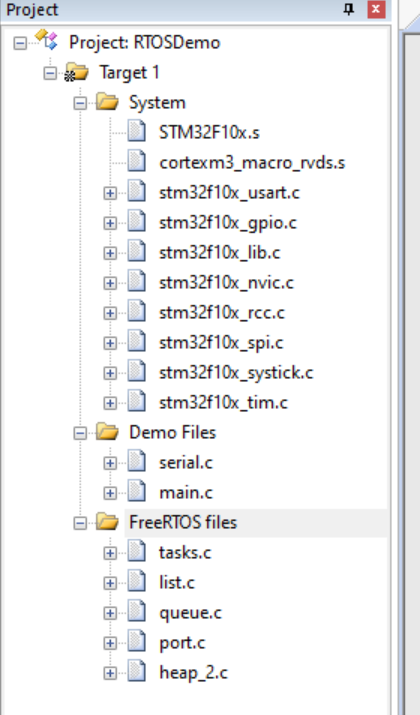 Project
Project: RTOSDemo
Target 1
System
STM32F10x.s
cortexm3_macro_rvds.s
stm32f10x_usart.c
stm32f10x_gpio.c
stm32f10x_lib.c
stm32f10x_nvic.c
stm32f10x_rcc.c
stm32f10x_spi.c
stm32f10x_systick.c
stm32f10x_tim.c
Demo Files
serial.c
main.c
FreeRTOS files
tasks.c
list.c
queue.c
port.c
heap_2.c